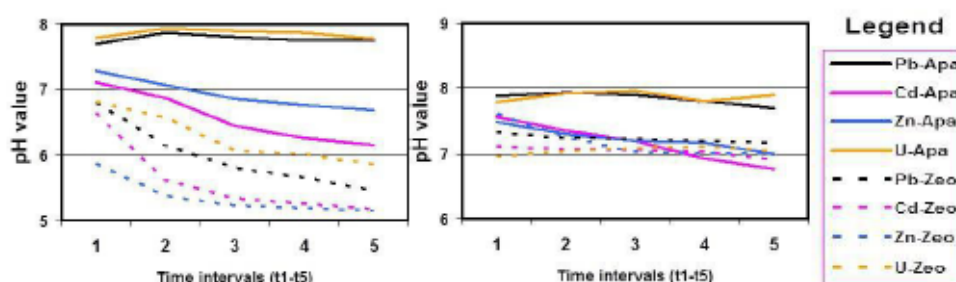 8
7
6
5
pH value
1 2 3 4 5
Time intervals (t1-t5)
9
8
7
6
pH value
1 2 3 4 5
Time intervals (t1-t5)
Legend
Pb-Apa
Cd-Apa
Zn-Apa
U-Apa
Pb-Zeo
Cd-Zeo
Zn-Zeo
U-Zeo